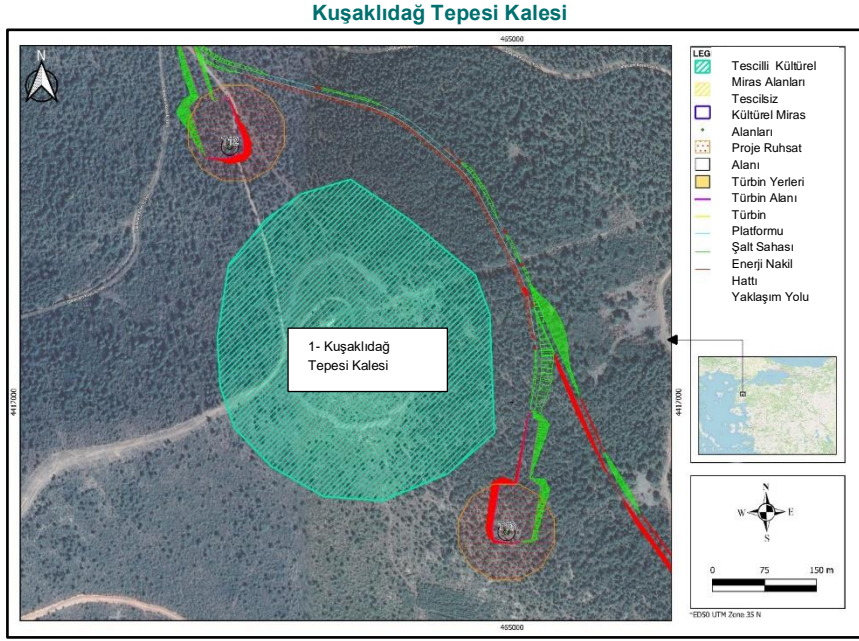 Kuşaklıdağ Tepesi Kalesi
465000
N
1- Kuşaklıdağ
Tepesi Kalesi
4417000
4417000
465000
LEG
Tescilli Kültürel
Miras Alanları
Tescilsiz
Kültürel Miras
Alanları
Proje Ruhsat
Alanı
Türbin Yerleri
Türbin Alanı
Türbin
Platformu
Şalt Sahası
Enerji Nakil
Hattı
Yaklaşım Yolu
N
W E
S
0 75 150 m
*ED50 UTM Zone 35 N